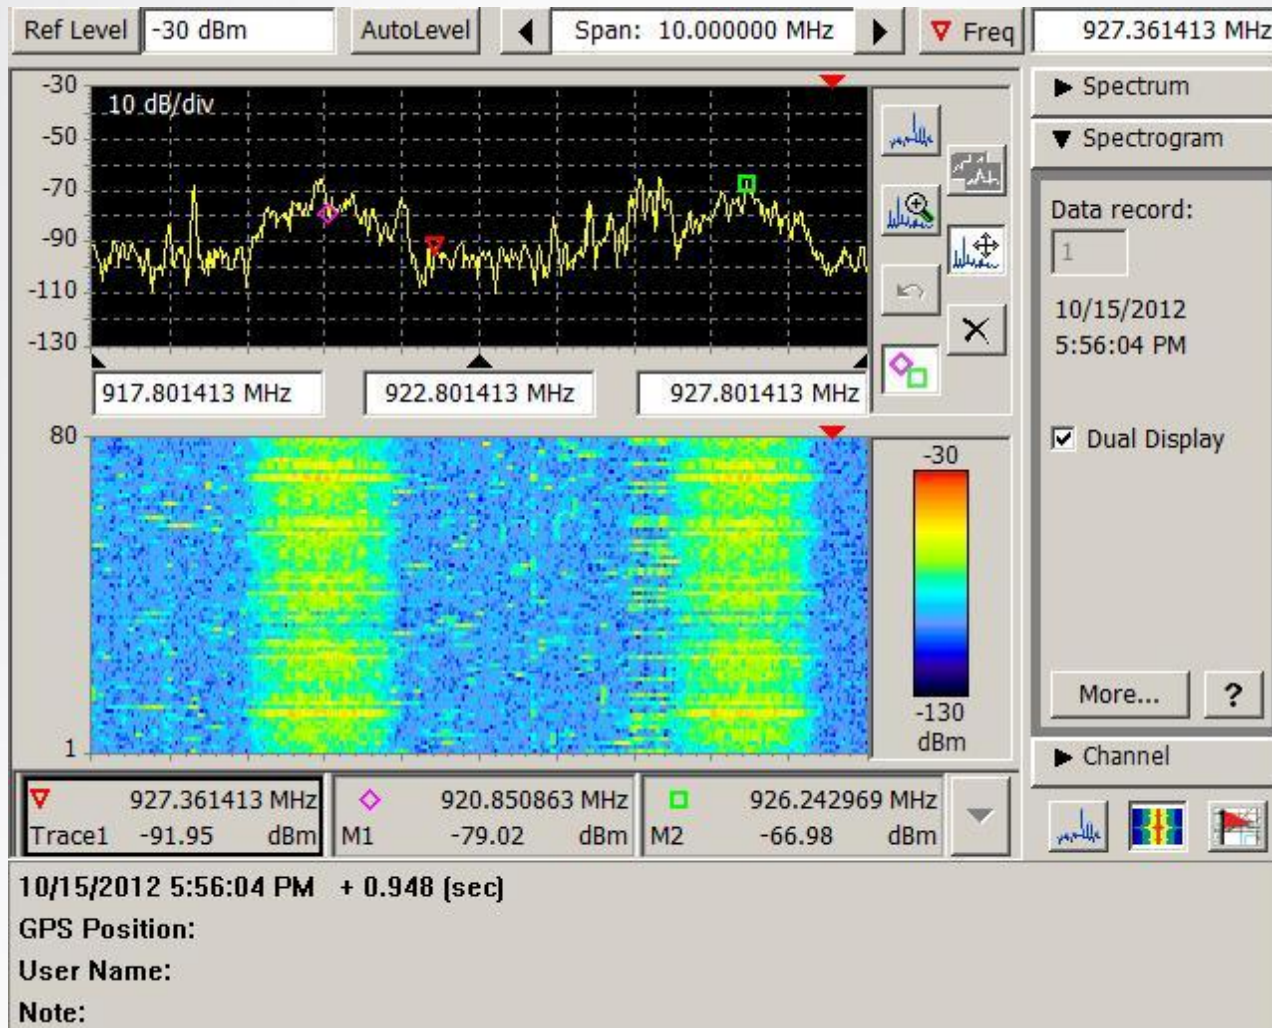 Ref Level -30 dBm AutoLevel Span: 10.000000 MHz Freq 927.361413 MHz
-30
10 dB/div
-50
-70
-90
-110
-130
917.801413 MHz 922.801413 MHz 927.801413 MHz
80
1
-30
-130
dBm
Spectrum
Spectrogram
Data record:
1
10/15/2012
5:56:04 PM
Dual Display
More... ?
Channel
927.361413 MHz
Trace1 -91.95 dBm
920.850863 MHz
M1 -79.02 dBm
926.242969 MHz
M2 -66.98 dBm
10/15/2012 5:56:04 PM + 0.948 (sec)
GPS Position:
User Name:
Note: